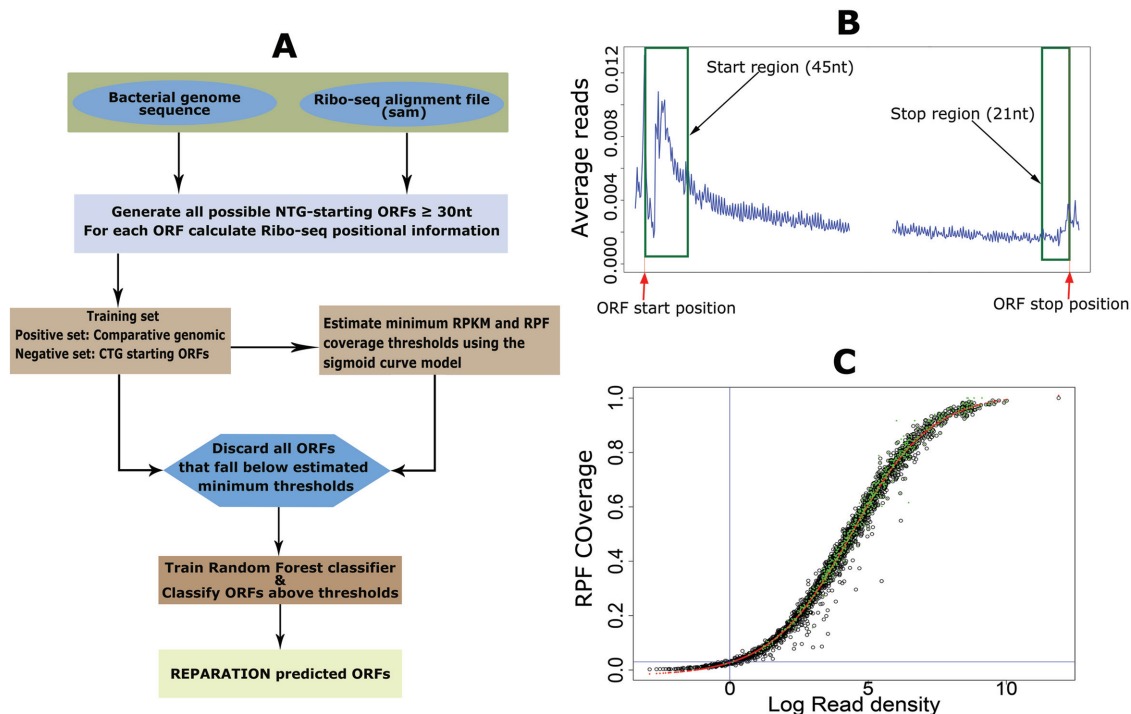 A
Bacterial genome
sequence
Ribo-seq alignment file
(sam)
Generate all possible NTG-starting ORFs ≥ 30nt
For each ORF calculate Ribo-seq positional information
Training set
Positive set: Comparative genomic
Negative set: CTG starting ORFs
Estimate minimum RPKM and RPF
coverage thresholds using the
sigmoid curve model
Discard all ORFs
that fall below estimated
minimum thresholds
Train Random Forest classifier
&
Classify ORFs above thresholds
REPARATION predicted ORFs
B
Average reads
0.012
0.008
0.004
0.000
Start region (45nt)
Stop region (21nt)
ORF start position
ORF stop position
C
RPF COverage
1.0
0.8
0.6
0.4
0.2
0.0
0
5
10
Log Read density